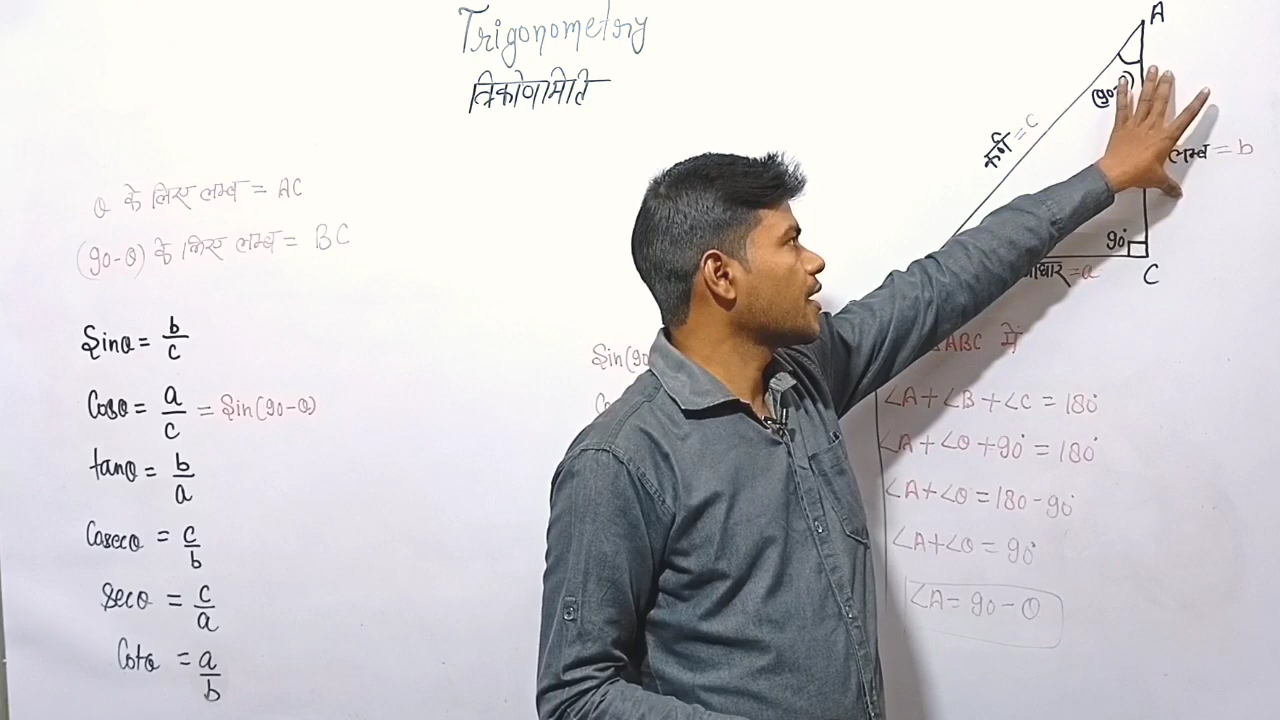 Trigonometry
त्रिकोणमिति
A
(90-
कर्ण = c
लम्ब = b
90°
= a
C
θ के लिए लम्ब = AC
(90-θ) के लिए लम्ब = BC
Sinθ = b/c
Cosθ = a/c = Sin(90-θ)
tanθ = b/a
Cosecθ = c/b
Secθ = c/a
Cotθ = a/b
Sin(90
Co
ABC में
∠A+∠B+∠C = 180°
∠A+∠θ+90° = 180°
∠A+∠θ = 180-90°
∠A+∠θ = 90°
∠A = 90-θ